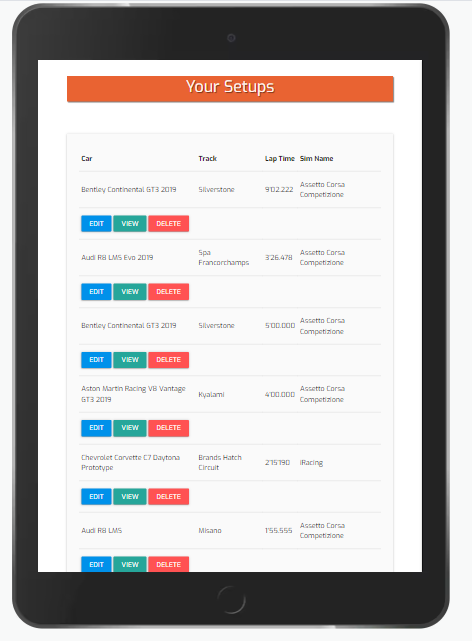 Your Setups
Car Track Lap Time Sim Name
Bentley Continental GT3 2019 Silverstone 9'02.222 Assetto Corsa
Competizione
EDIT VIEW DELETE
Audi R8 LMS Evo 2019 Spa
Francorchamps 3'26.478 Assetto Corsa
Competizione
EDIT VIEW DELETE
Bentley Continental GT3 2019 Silverstone 5'00.000 Assetto Corsa
Competizione
EDIT VIEW DELETE
Aston Martin Racing V8 Vantage
GT3 2019 Kyalami 4'00.000 Assetto Corsa
Competizione
EDIT VIEW DELETE
Chevrolet Corvette C7 Daytona
Prototype Brands Hatch
Circuit 2'15'190 iRacing
EDIT VIEW DELETE
Audi R8 LMS Misano 1'55.555 Assetto Corsa
Competizione
EDIT VIEW DELETE